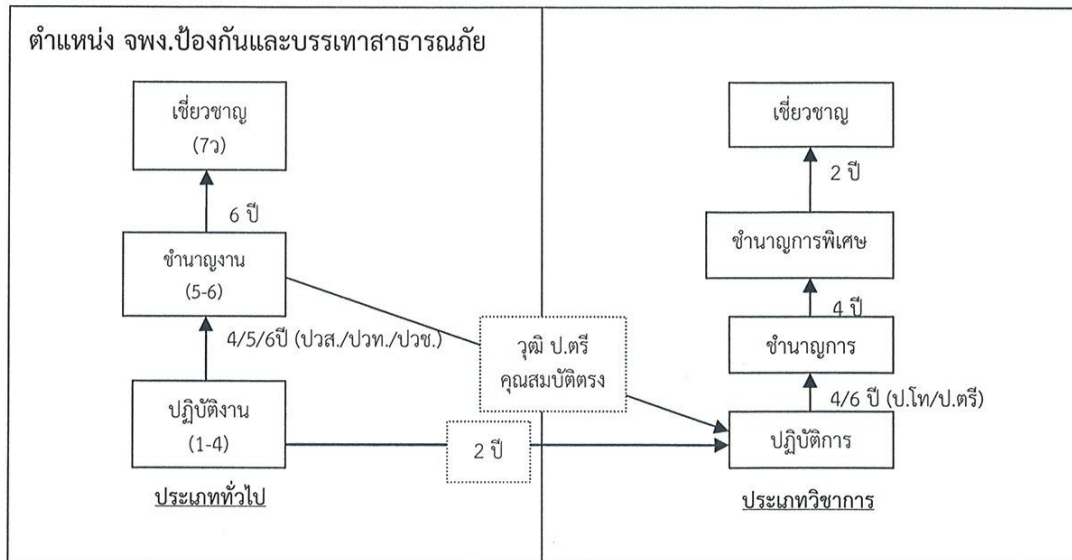 ตำแหน่ง จพง.ป้องกันและบรรเทาสาธารณภัย
เชี่ยวชาญ
(7ว)
6 ปี
ชำนาญงาน
(5-6)
4/5/6ปี (ปวส./ปวท./ปวช.)
ปฏิบัติงาน
(1-4)
ประเภททั่วไป
วุฒิ ป.ตรี
คุณสมบัติตรง
2 ปี
เชี่ยวชาญ
2 ปี
ชำนาญการพิเศษ
4 ปี
ชำนาญการ
4/6 ปี (ป.โท/ป.ตรี)
ปฏิบัติการ
ประเภทวิชาการ